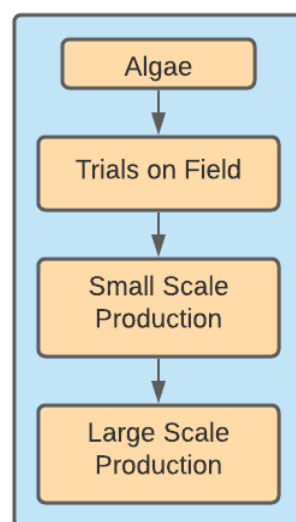 Algae
Trials on Field
Small Scale
Production
Large Scale
Production